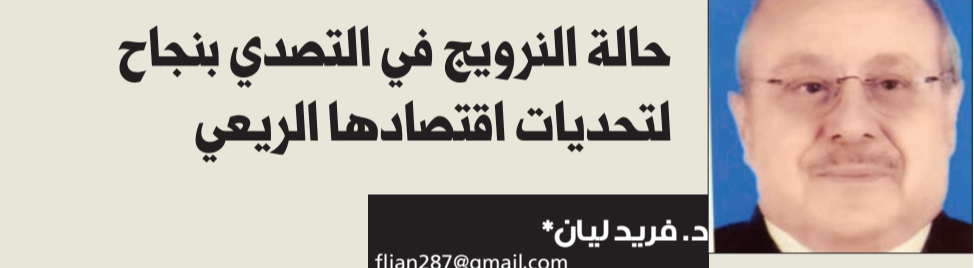 حالة النرويج في التصدي بنجاح
لتحديات اقتصادها الريعي
د. فريد ليان*
flian287@gmail.com